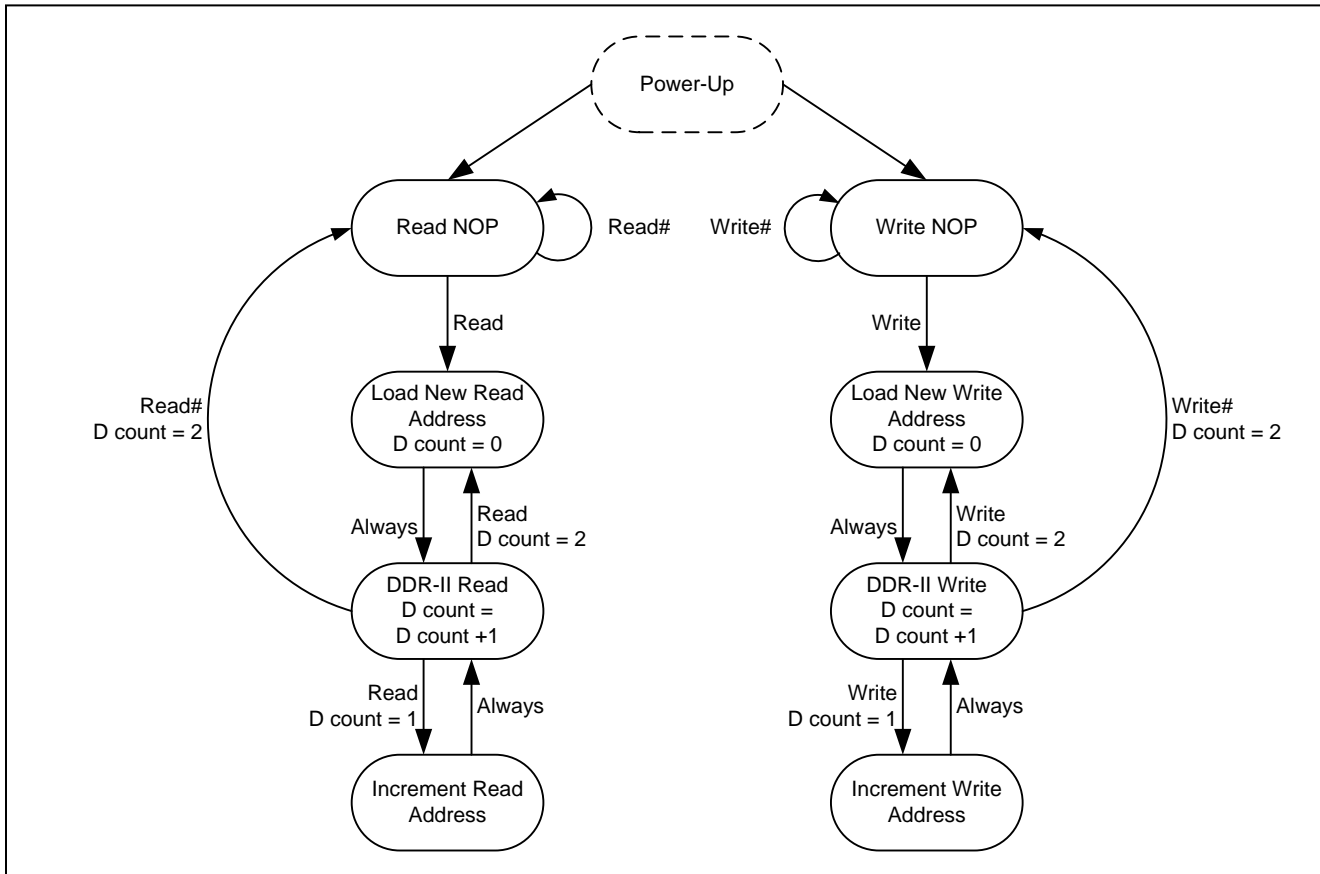 Power-Up
Read NOP
Read#
Write#
Write NOP
Read
Write
Load New Read
Address
D count = 0
Load New Write
Address
D count = 0
Read#
D count = 2
Write#
D count = 2
Always
Read
D count = 2
Always
Write
D count = 2
DDR-II Read
D count =
D count +1
DDR-II Write
D count =
D count +1
Read
D count = 1
Always
Write
D count = 1
Always
Increment Read
Address
Increment Write
Address